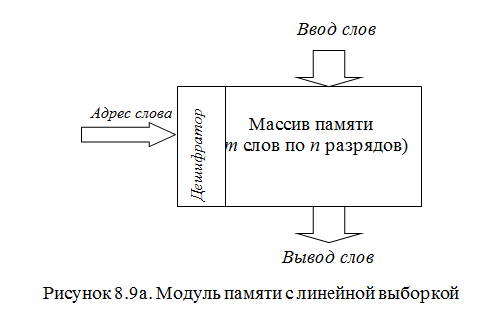 Ввод слов
Адрес слова
Дешифратор
Массив памяти
m слов по n разрядов)
Вывод слов
Рисунок 8.9а. Модуль памяти с линейной выборкой